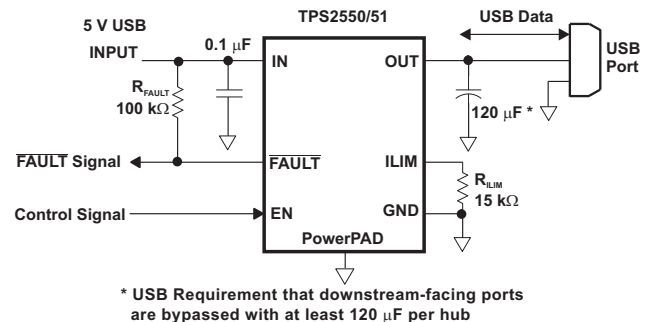 TPS2550/51
5 V USB
INPUT
0.1 μF
IN
OUT
USB Data
USB
Port
R_FAULT
100 kΩ
120 μF *
FAULT Signal
FAULT
ILIM
R_ILIM
15 kΩ
Control Signal
EN
GND
PowerPAD
* USB Requirement that downstream-facing ports
are bypassed with at least 120 μF per hub